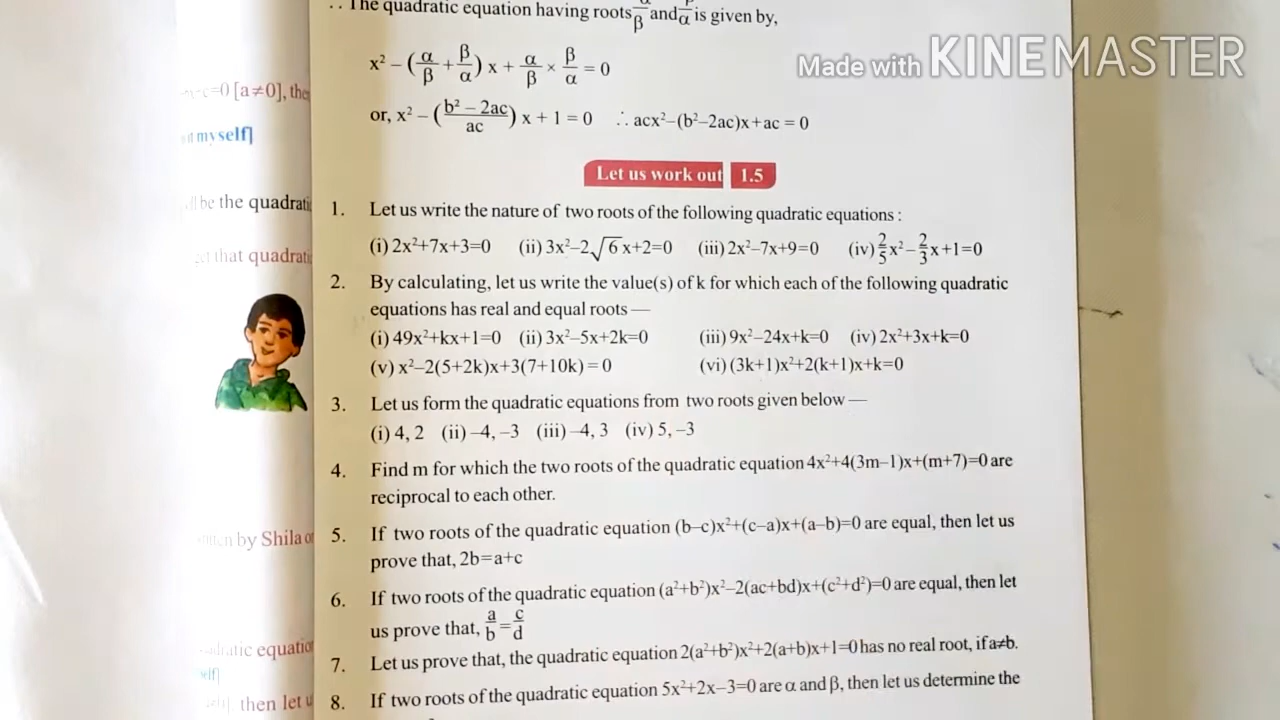 ∴ The quadratic equation having roots α/β and β/α is given by,
Made with KINEMASTER
x² – (α/β + β/α) x + α/β × β/α = 0
or, x² – ((b² – 2ac)/ac) x + 1 = 0 ∴ acx²–(b²–2ac)x+ac = 0
c=0 [a≠0], the
myself]
Let us work out 1.5
be the quadrati
1. Let us write the nature of two roots of the following quadratic equations :
(i) 2x²+7x+3=0 (ii) 3x²–2√6x+2=0 (iii) 2x²–7x+9=0 (iv) 2/5x²–2/3x+1=0
that quadrati
2. By calculating, let us write the value(s) of k for which each of the following quadratic
equations has real and equal roots —
(i) 49x²+kx+1=0 (ii) 3x²–5x+2k=0 (iii) 9x²–24x+k=0 (iv) 2x²+3x+k=0
(v) x²–2(5+2k)x+3(7+10k) = 0 (vi) (3k+1)x²+2(k+1)x+k=0
3. Let us form the quadratic equations from two roots given below —
(i) 4, 2 (ii) –4, –3 (iii) –4, 3 (iv) 5, –3
4. Find m for which the two roots of the quadratic equation 4x²+4(3m–1)x+(m+7)=0 are
reciprocal to each other.
by Shila or
5. If two roots of the quadratic equation (b–c)x²+(c–a)x+(a–b)=0 are equal, then let us
prove that, 2b=a+c
6. If two roots of the quadratic equation (a²+b²)x²–2(ac+bd)x+(c²+d²)=0 are equal, then let
us prove that, a/b=c/d
equation
7. Let us prove that, the quadratic equation 2(a²+b²)x²+2(a+b)x+1=0 has no real root, if a≠b.
then let u
8. If two roots of the quadratic equation 5x²+2x–3=0 are α and β, then let us determine the